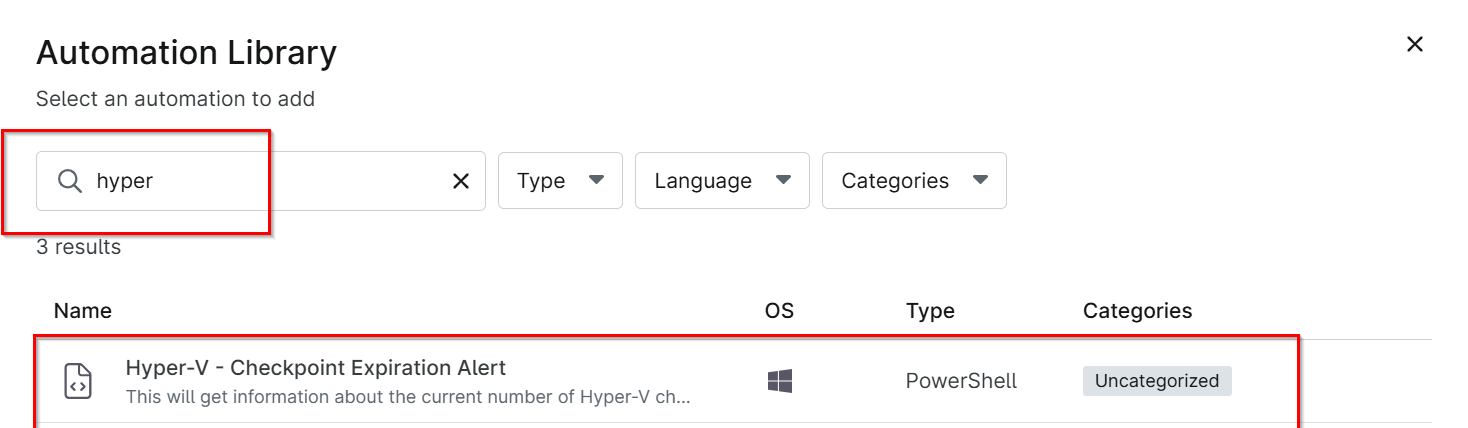 Automation Library
Select an automation to add
hyper
Type
Language
Categories
3 results
Name OS Type Categories
Hyper-V - Checkpoint Expiration Alert
This will get information about the current number of Hyper-V ch...
PowerShell
Uncategorized